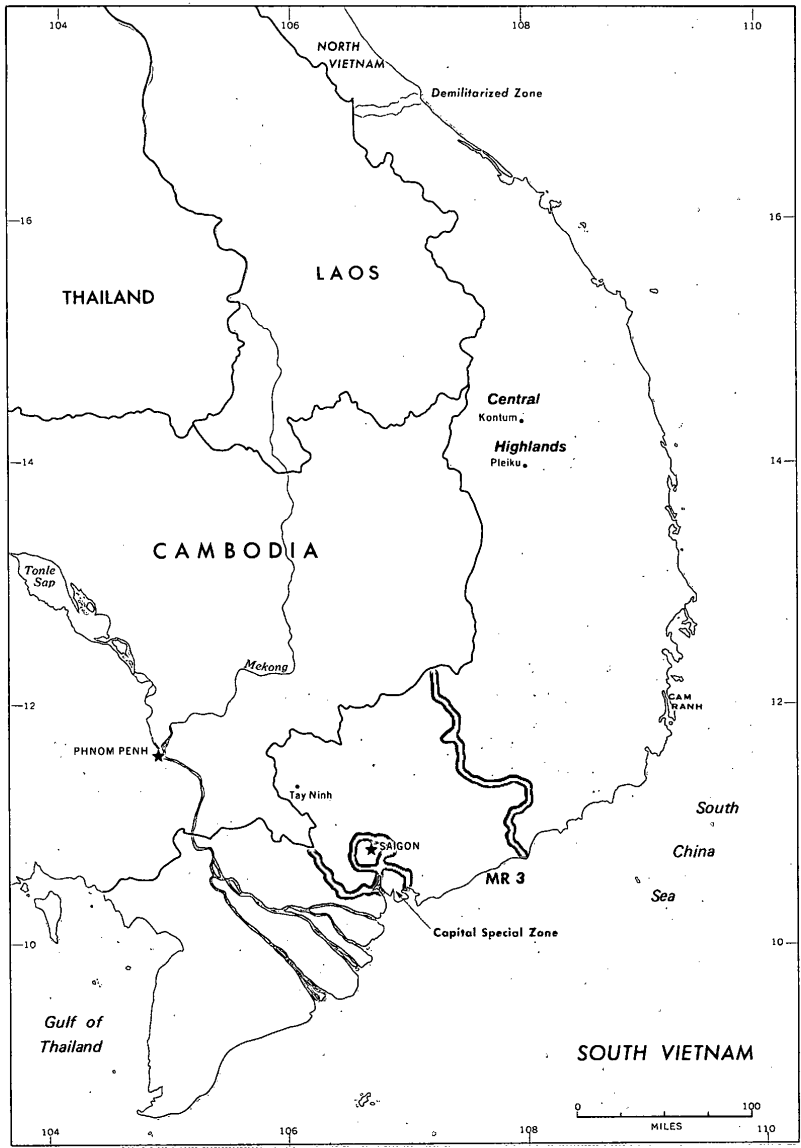 104
106
108
110
NORTH
VIETNAM
Demilitarized Zone
16
16
LAOS
THAILAND
Central
Kontum
Highlands
Pleiku
14
14
CAMBODIA
Tonle
Sap
Mekong
12
12
CAM
RANH
PHNOM PENH
Tay Ninh
SAIGON
South
China
Sea
MR 3
Capital Special Zone
10
10
Gulf of
Thailand
SOUTH VIETNAM
0
100
MILES
104
106
108
110